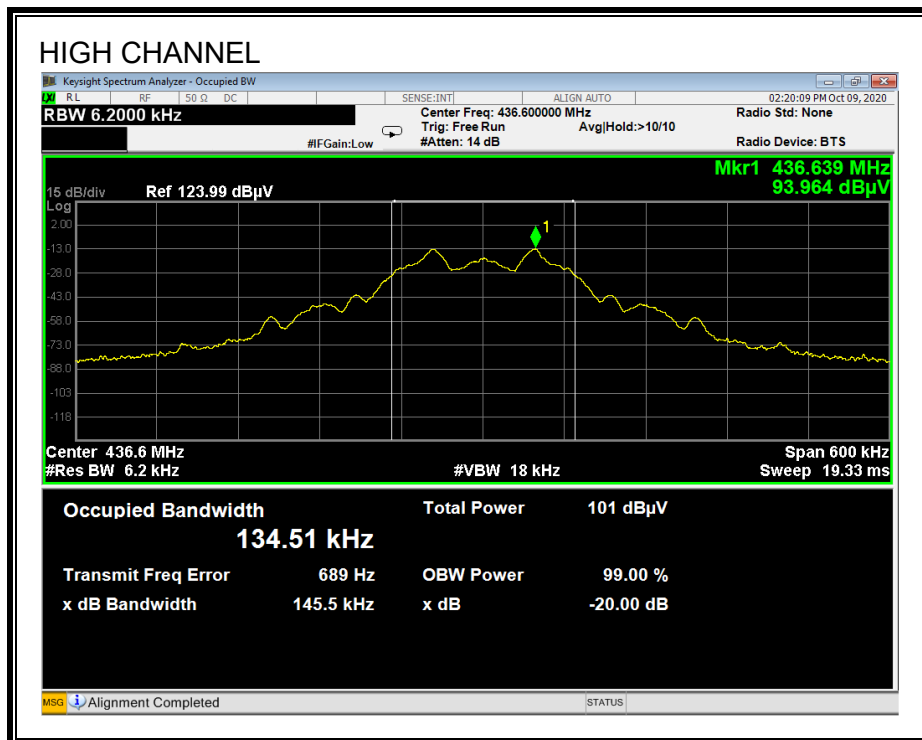 HIGH CHANNEL
Keysight Spectrum Analyzer - Occupied BW
LXI RL RF 50 Ω DC SENSE:INT ALIGN AUTO 02:20:09 PM Oct 09, 2020
RBW 6.2000 kHz Center Freq: 436.600000 MHz Radio Std: None
Trig: Free Run Avg|Hold:>10/10
#IFGain:Low #Atten: 14 dB Radio Device: BTS
Mkr1 436.639 MHz
15 dB/div Ref 123.99 dBµV 93.964 dBµV
Log
2.00
1
-13.0
-28.0
-43.0
-58.0
-73.0
-88.0
-103
-118
Center 436.6 MHz Span 600 kHz
#Res BW 6.2 kHz #VBW 18 kHz Sweep 19.33 ms
Occupied Bandwidth Total Power 101 dBµV
134.51 kHz
Transmit Freq Error 689 Hz OBW Power 99.00 %
x dB Bandwidth 145.5 kHz x dB -20.00 dB
MSG Alignment Completed STATUS